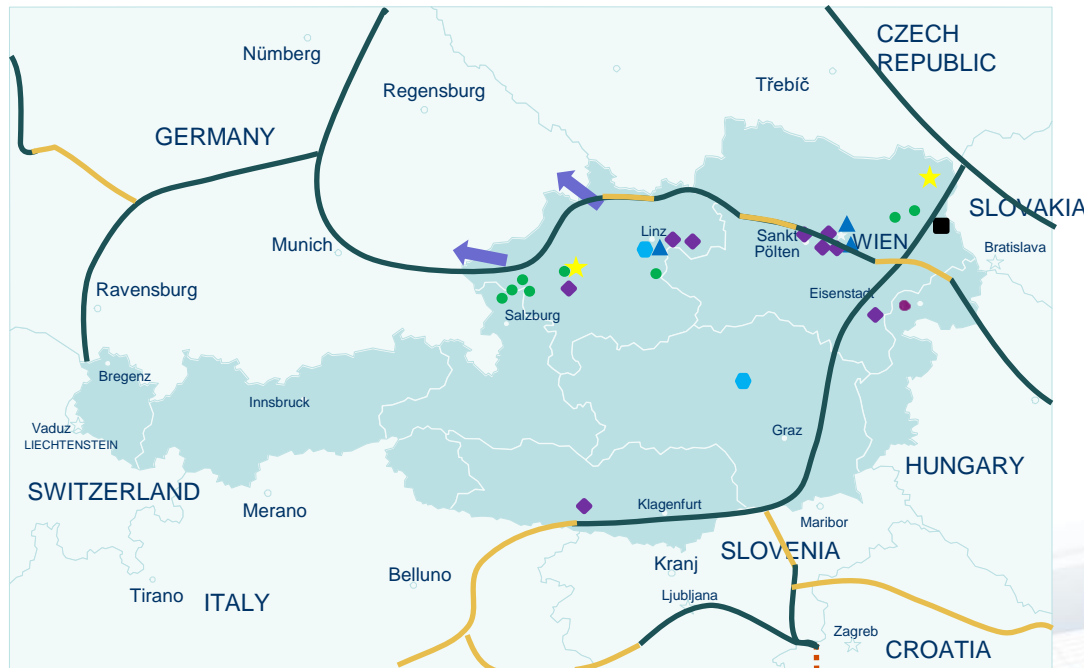 CZECH
REPUBLIC
Nümberg
Třebíč
Regensburg
GERMANY
SLOVAKIA
Linz
Sankt
Pölten
WIEN
Munich
Bratislava
Ravensburg
Eisenstadt
Salzburg
Bregenz
Innsbruck
Vaduz
LIECHTENSTEIN
Graz
HUNGARY
SWITZERLAND
Merano
Klagenfurt
Maribor
SLOVENIA
Kranj
Belluno
Tirano
ITALY
Ljubljana
Zagreb
CROATIA